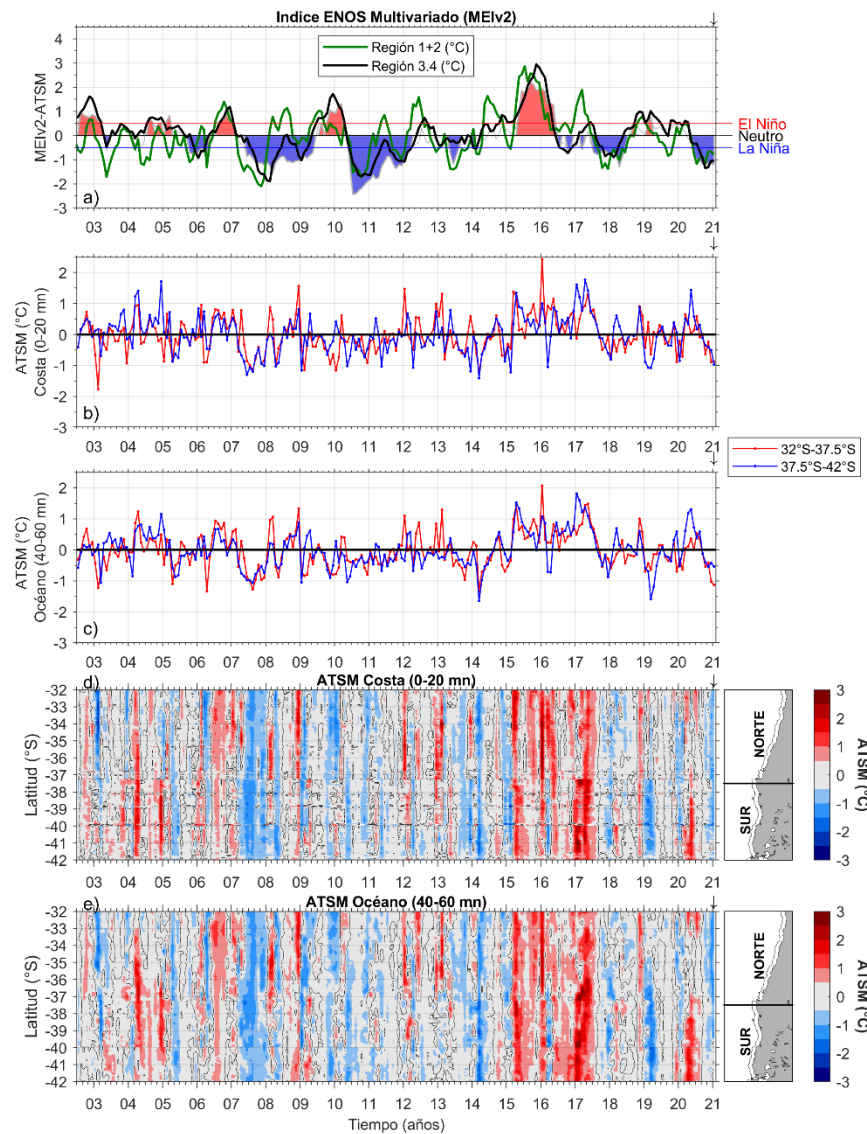 Indice ENOS Multivariado (MEIv2)
Región 1+2 (°C)
Región 3.4 (°C)
MEIv2-ATSM
4
3
2
1
0
-1
-2
-3
El Niño
Neutro
La Niña
a)
03 04 05 06 07 08 09 10 11 12 13 14 15 16 17 18 19 20 21
ATSM (°C)
Costa (0-20 mn)
2
1
0
-1
-2
-3
b)
03 04 05 06 07 08 09 10 11 12 13 14 15 16 17 18 19 20 21
32°S-37.5°S
37.5°S-42°S
ATSM (°C)
Océano (40-60 mn)
2
1
0
-1
-2
-3
c)
03 04 05 06 07 08 09 10 11 12 13 14 15 16 17 18 19 20 21
d)
ATSM Costa (0-20 mn)
Latitud (°S)
-32
-33
-34
-35
-36
-37
-38
-39
-40
-41
-42
03 04 05 06 07 08 09 10 11 12 13 14 15 16 17 18 19 20 21
NORTE
SUR
3
2
1
0
-1
-2
-3
ATSM (°C)
e)
ATSM Océano (40-60 mn)
Latitud (°S)
-32
-33
-34
-35
-36
-37
-38
-39
-40
-41
-42
03 04 05 06 07 08 09 10 11 12 13 14 15 16 17 18 19 20 21
Tiempo (años)
NORTE
SUR
3
2
1
0
-1
-2
-3
ATSM (°C)